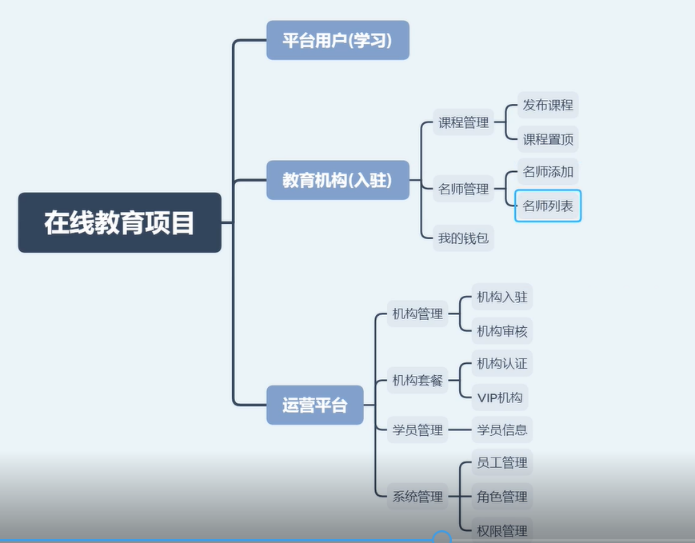 在线教育项目
平台用户(学习)
教育机构(入驻)
课程管理
发布课程
课程置顶
名师管理
名师添加
名师列表
我的钱包
运营平台
机构管理
机构入驻
机构审核
机构套餐
机构认证
VIP机构
学员管理
学员信息
系统管理
员工管理
角色管理
权限管理